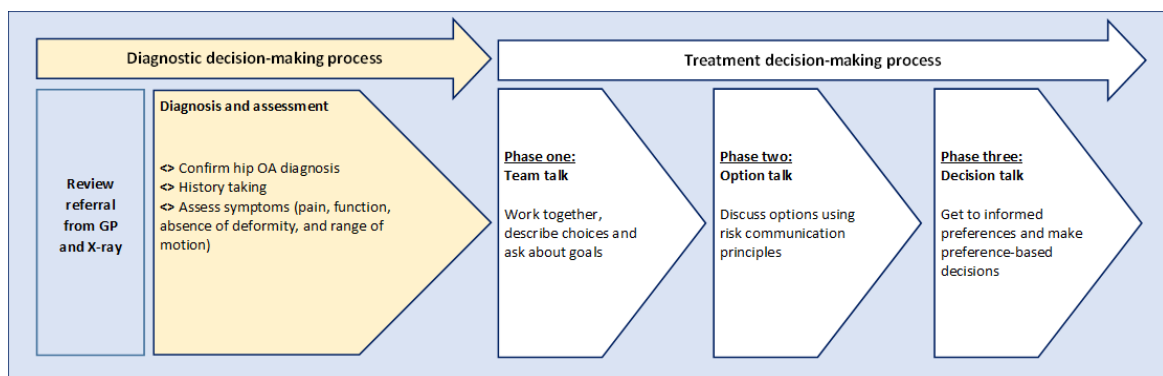 Diagnostic decision-making process
Treatment decision-making process
Review
referral
from GP
and X-ray
Diagnosis and assessment
<> Confirm hip OA diagnosis
<> History taking
<> Assess symptoms (pain, function,
absence of deformity, and range of
motion)
Phase one:
Team talk
Work together,
describe choices and
ask about goals
Phase two:
Option talk
Discuss options using
risk communication
principles
Phase three:
Decision talk
Get to informed
preferences and make
preference-based
decisions